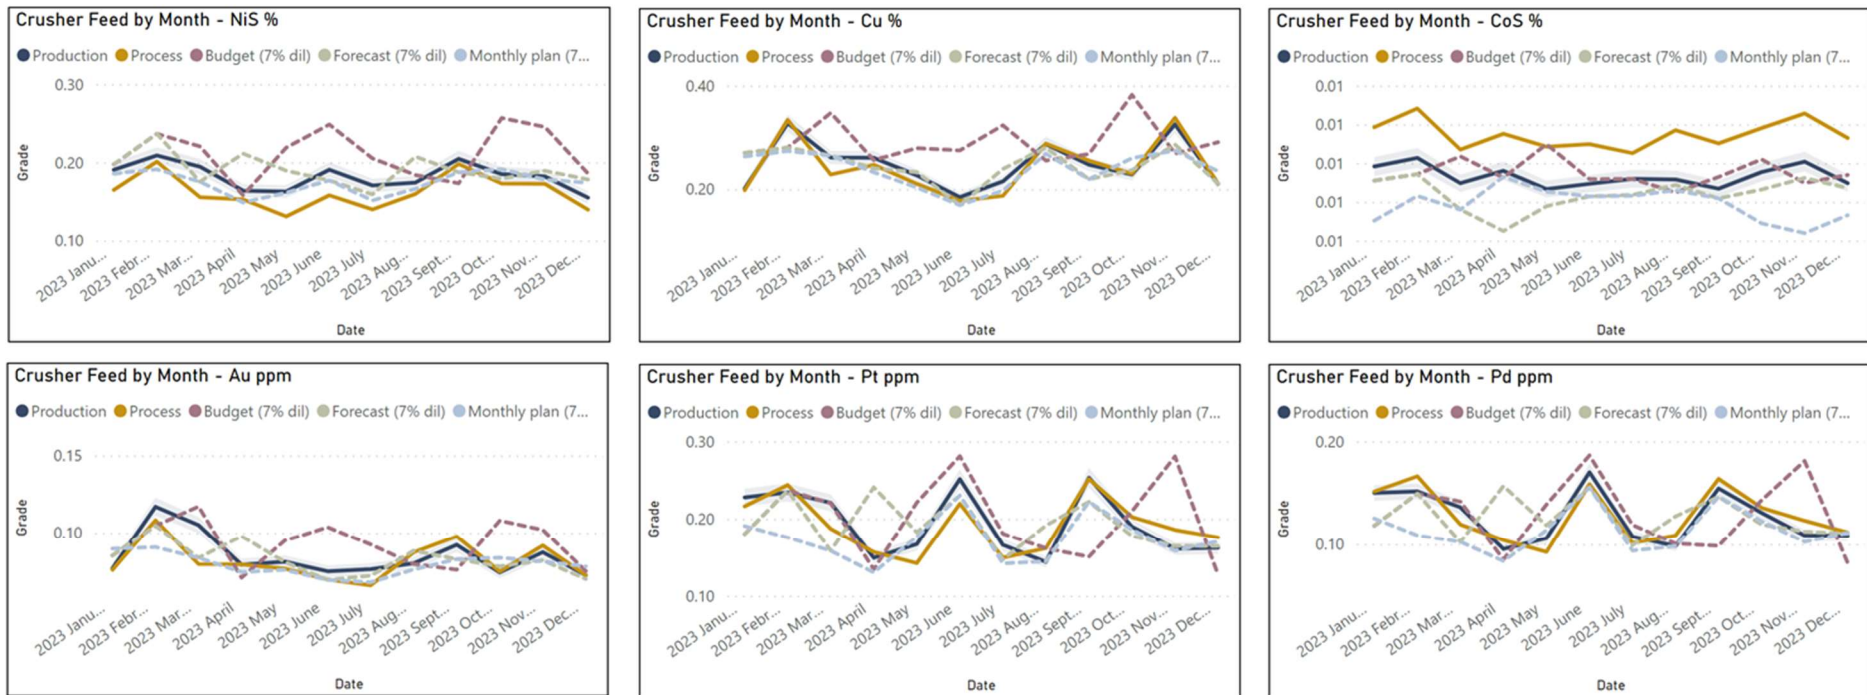 Crusher Feed by Month - NiS %
Production Process Budget (7% dil) Forecast (7% dil) Monthly plan (7...
0.30
0.20
0.10
Grade
2023 Janu...
2023 Febr...
2023 Mar...
2023 April
2023 May
2023 June
2023 July
2023 Aug...
2023 Sept...
2023 Oct...
2023 Nov...
2023 Dec...
Date
Crusher Feed by Month - Cu %
Production Process Budget (7% dil) Forecast (7% dil) Monthly plan (7...
0.40
0.20
Grade
2023 Janu...
2023 Febr...
2023 Mar...
2023 April
2023 May
2023 June
2023 July
2023 Aug...
2023 Sept...
2023 Oct...
2023 Nov...
2023 Dec...
Date
Crusher Feed by Month - CoS %
Production Process Budget (7% dil) Forecast (7% dil) Monthly plan (7...
0.01
0.01
0.01
0.01
0.01
Grade
2023 Janu...
2023 Febr...
2023 Mar...
2023 April
2023 May
2023 June
2023 July
2023 Aug...
2023 Sept...
2023 Oct...
2023 Nov...
2023 Dec...
Date
Crusher Feed by Month - Au ppm
Production Process Budget (7% dil) Forecast (7% dil) Monthly plan (7...
0.15
0.10
Grade
2023 Janu...
2023 Febr...
2023 Mar...
2023 April
2023 May
2023 June
2023 July
2023 Aug...
2023 Sept...
2023 Oct...
2023 Nov...
2023 Dec...
Date
Crusher Feed by Month - Pt ppm
Production Process Budget (7% dil) Forecast (7% dil) Monthly plan (7...
0.30
0.20
0.10
Grade
2023 Janu...
2023 Febr...
2023 Mar...
2023 April
2023 May
2023 June
2023 July
2023 Aug...
2023 Sept...
2023 Oct...
2023 Nov...
2023 Dec...
Date
Crusher Feed by Month - Pd ppm
Production Process Budget (7% dil) Forecast (7% dil) Monthly plan (7...
0.20
0.10
Grade
2023 Janu...
2023 Febr...
2023 Mar...
2023 April
2023 May
2023 June
2023 July
2023 Aug...
2023 Sept...
2023 Oct...
2023 Nov...
2023 Dec...
Date